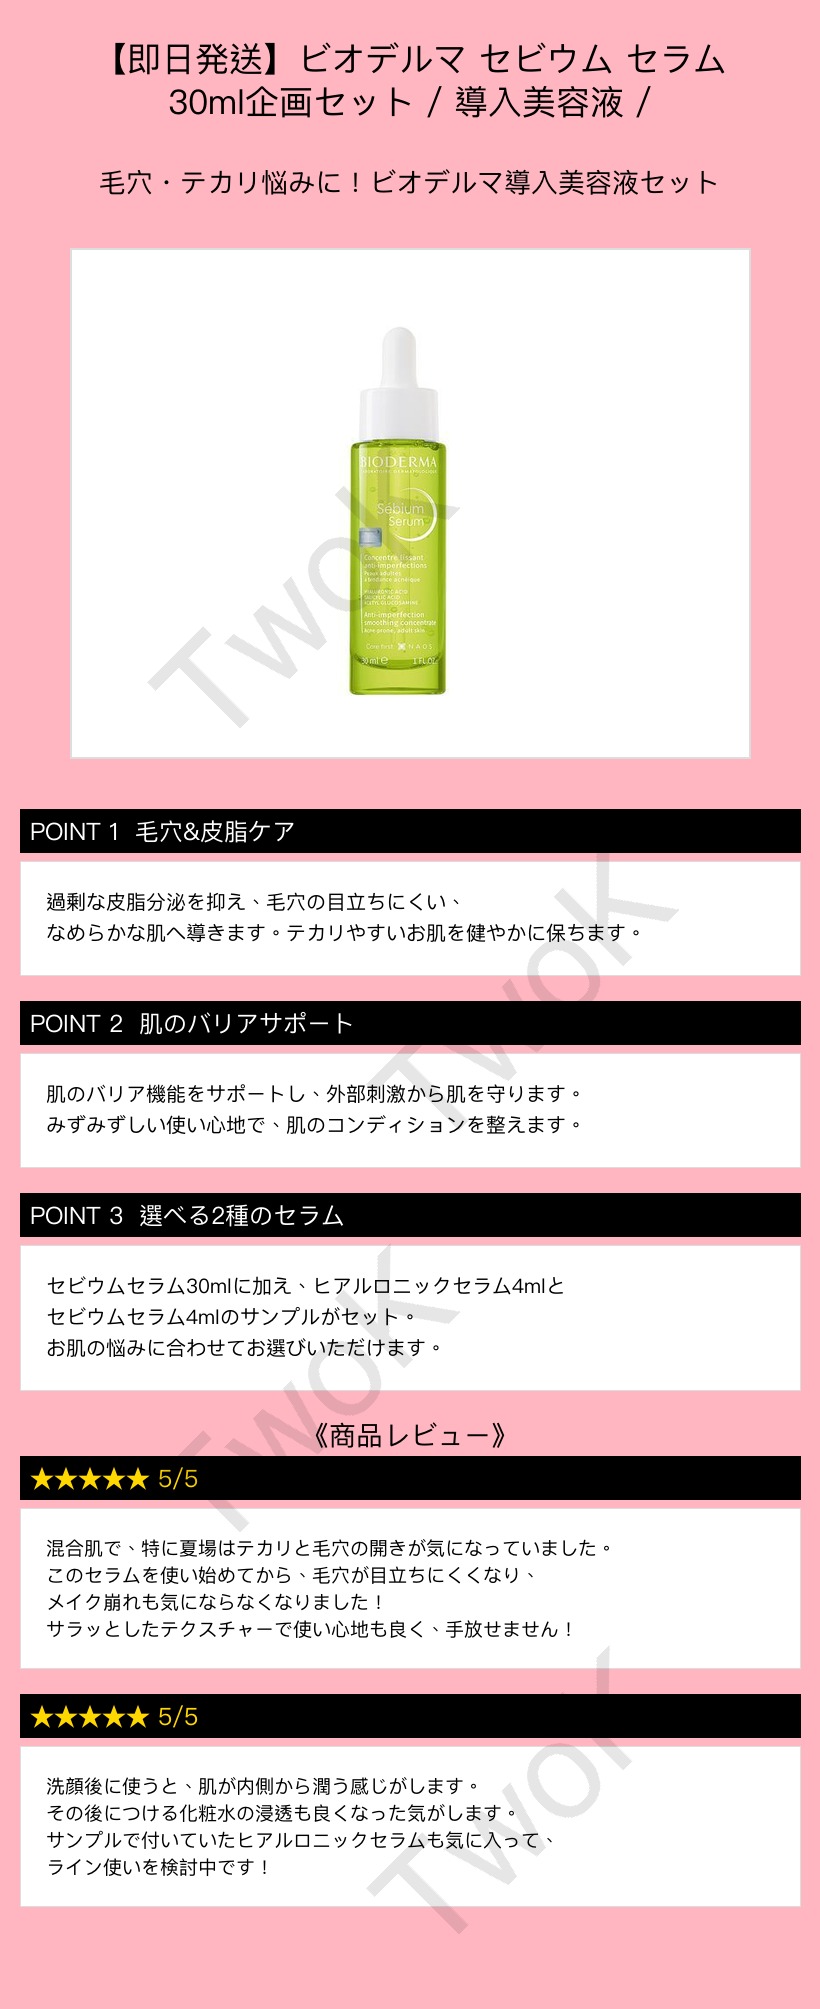 【即日発送】ビオデルマ セビウム セラム
30ml企画セット / 導入美容液 /
毛穴・テカリ悩みに！ビオデルマ導入美容液セット
BIODERMA
LABORATOIRE DERMATOLOGIQUE
Sébium
Serum
Concentré lissant
anti-imperfections
Peaux adultes
à tendance acnéique
HYALURONIC ACID
SALICYLIC ACID
ACETYL GLUCOSAMINE
Anti-imperfection
smoothing concentrate
Acne-prone, adult skin
Care first NAOS
30 ml e 1 FL.OZ
TwoK
POINT 1 毛穴&皮脂ケア
過剰な皮脂分泌を抑え、毛穴の目立ちにくい、
なめらかな肌へ導きます。テカリやすいお肌を健やかに保ちます。
TwoK
POINT 2 肌のバリアサポート
肌のバリア機能をサポートし、外部刺激から肌を守ります。
みずみずしい使い心地で、肌のコンディションを整えます。
POINT 3 選べる2種のセラム
セビウムセラム30mlに加え、ヒアルロニックセラム4mlと
セビウムセラム4mlのサンプルがセット。
お肌の悩みに合わせてお選びいただけます。
TwoK
《商品レビュー》
★★★★★ 5/5
混合肌で、特に夏場はテカリと毛穴の開きが気になっていました。
このセラムを使い始めてから、毛穴が目立ちにくくなり、
メイク崩れも気にならなくなりました！
サラッとしたテクスチャーで使い心地も良く、手放せません！
★★★★★ 5/5
洗顔後に使うと、肌が内側から潤う感じがします。
その後につける化粧水の浸透も良くなった気がします。
サンプルで付いていたヒアルロニックセラムも気に入って、
ライン使いを検討中です！
TwoK